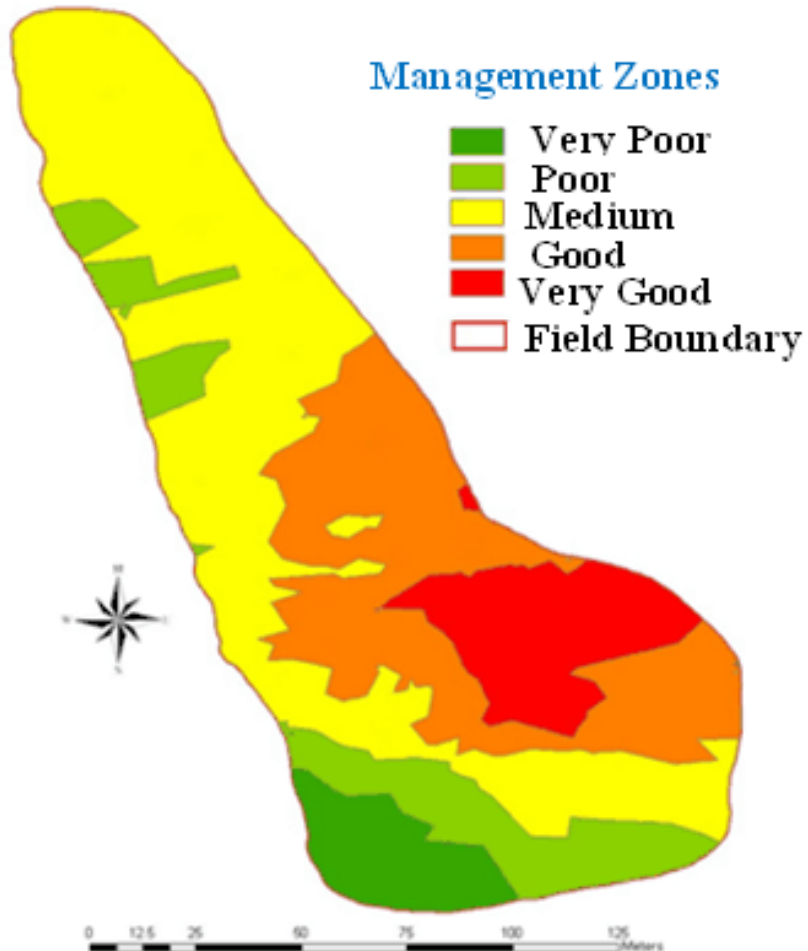 Management Zones
Very Poor
Poor
Medium
Good
Very Good
Field Boundary
0 12.5 25 50 75 100 125
Meters